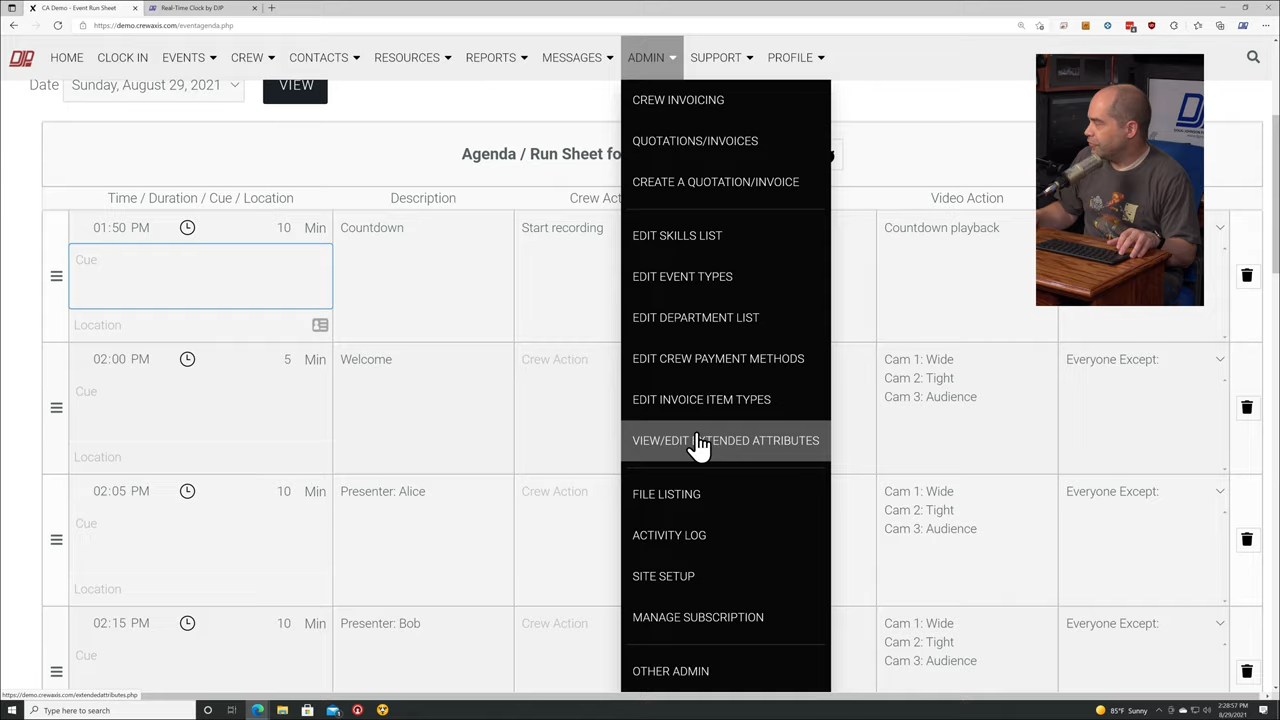 CA Demo - Event Run Sheet
Real-Time Clock by DJP
https://demo.crewaxis.com/eventagenda.php
DJP HOME CLOCK IN EVENTS CREW CONTACTS RESOURCES REPORTS MESSAGES ADMIN SUPPORT PROFILE
Date Sunday, August 29, 2021 VIEW
Agenda / Run Sheet fo
Time / Duration / Cue / Location Description Crew Act Video Action
01:50 PM 10 Min Countdown Start recording Countdown playback
Cue
Location
02:00 PM 5 Min Welcome Crew Action Cam 1: Wide Everyone Except:
Cam 2: Tight
Cue
Cam 3: Audience
Location
02:05 PM 10 Min Presenter: Alice Crew Action Cam 1: Wide Everyone Except:
Cam 2: Tight
Cue
Cam 3: Audience
Location
02:15 PM 10 Min Presenter: Bob Crew Action Cam 1: Wide Everyone Except:
Cam 2: Tight
Cue
Cam 3: Audience
CREW INVOICING
QUOTATIONS/INVOICES
CREATE A QUOTATION/INVOICE
EDIT SKILLS LIST
EDIT EVENT TYPES
EDIT DEPARTMENT LIST
EDIT CREW PAYMENT METHODS
EDIT INVOICE ITEM TYPES
VIEW/EDIT EXTENDED ATTRIBUTES
FILE LISTING
ACTIVITY LOG
SITE SETUP
MANAGE SUBSCRIPTION
OTHER ADMIN
https://demo.crewaxis.com/extendedattributes.php
Type here to search
85°F Sunny
2:28:57 PM
8/29/2021